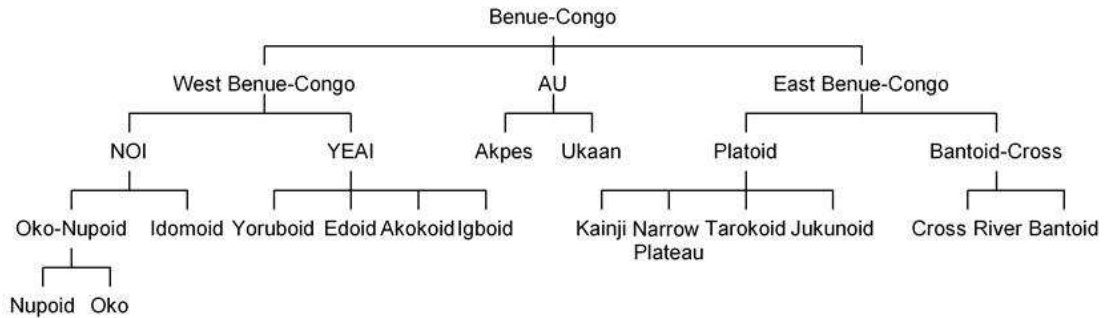 Benue-Congo
West Benue-Congo AU East Benue-Congo
NOI YEAI Akpes Ukaan Platoid Bantoid-Cross
Oko-Nupoid Idomoid Yoruboid Edoid Akokoid Igboid Kainji Narrow Tarokoid Jukunoid Cross River Bantoid
Plateau
Nupoid Oko